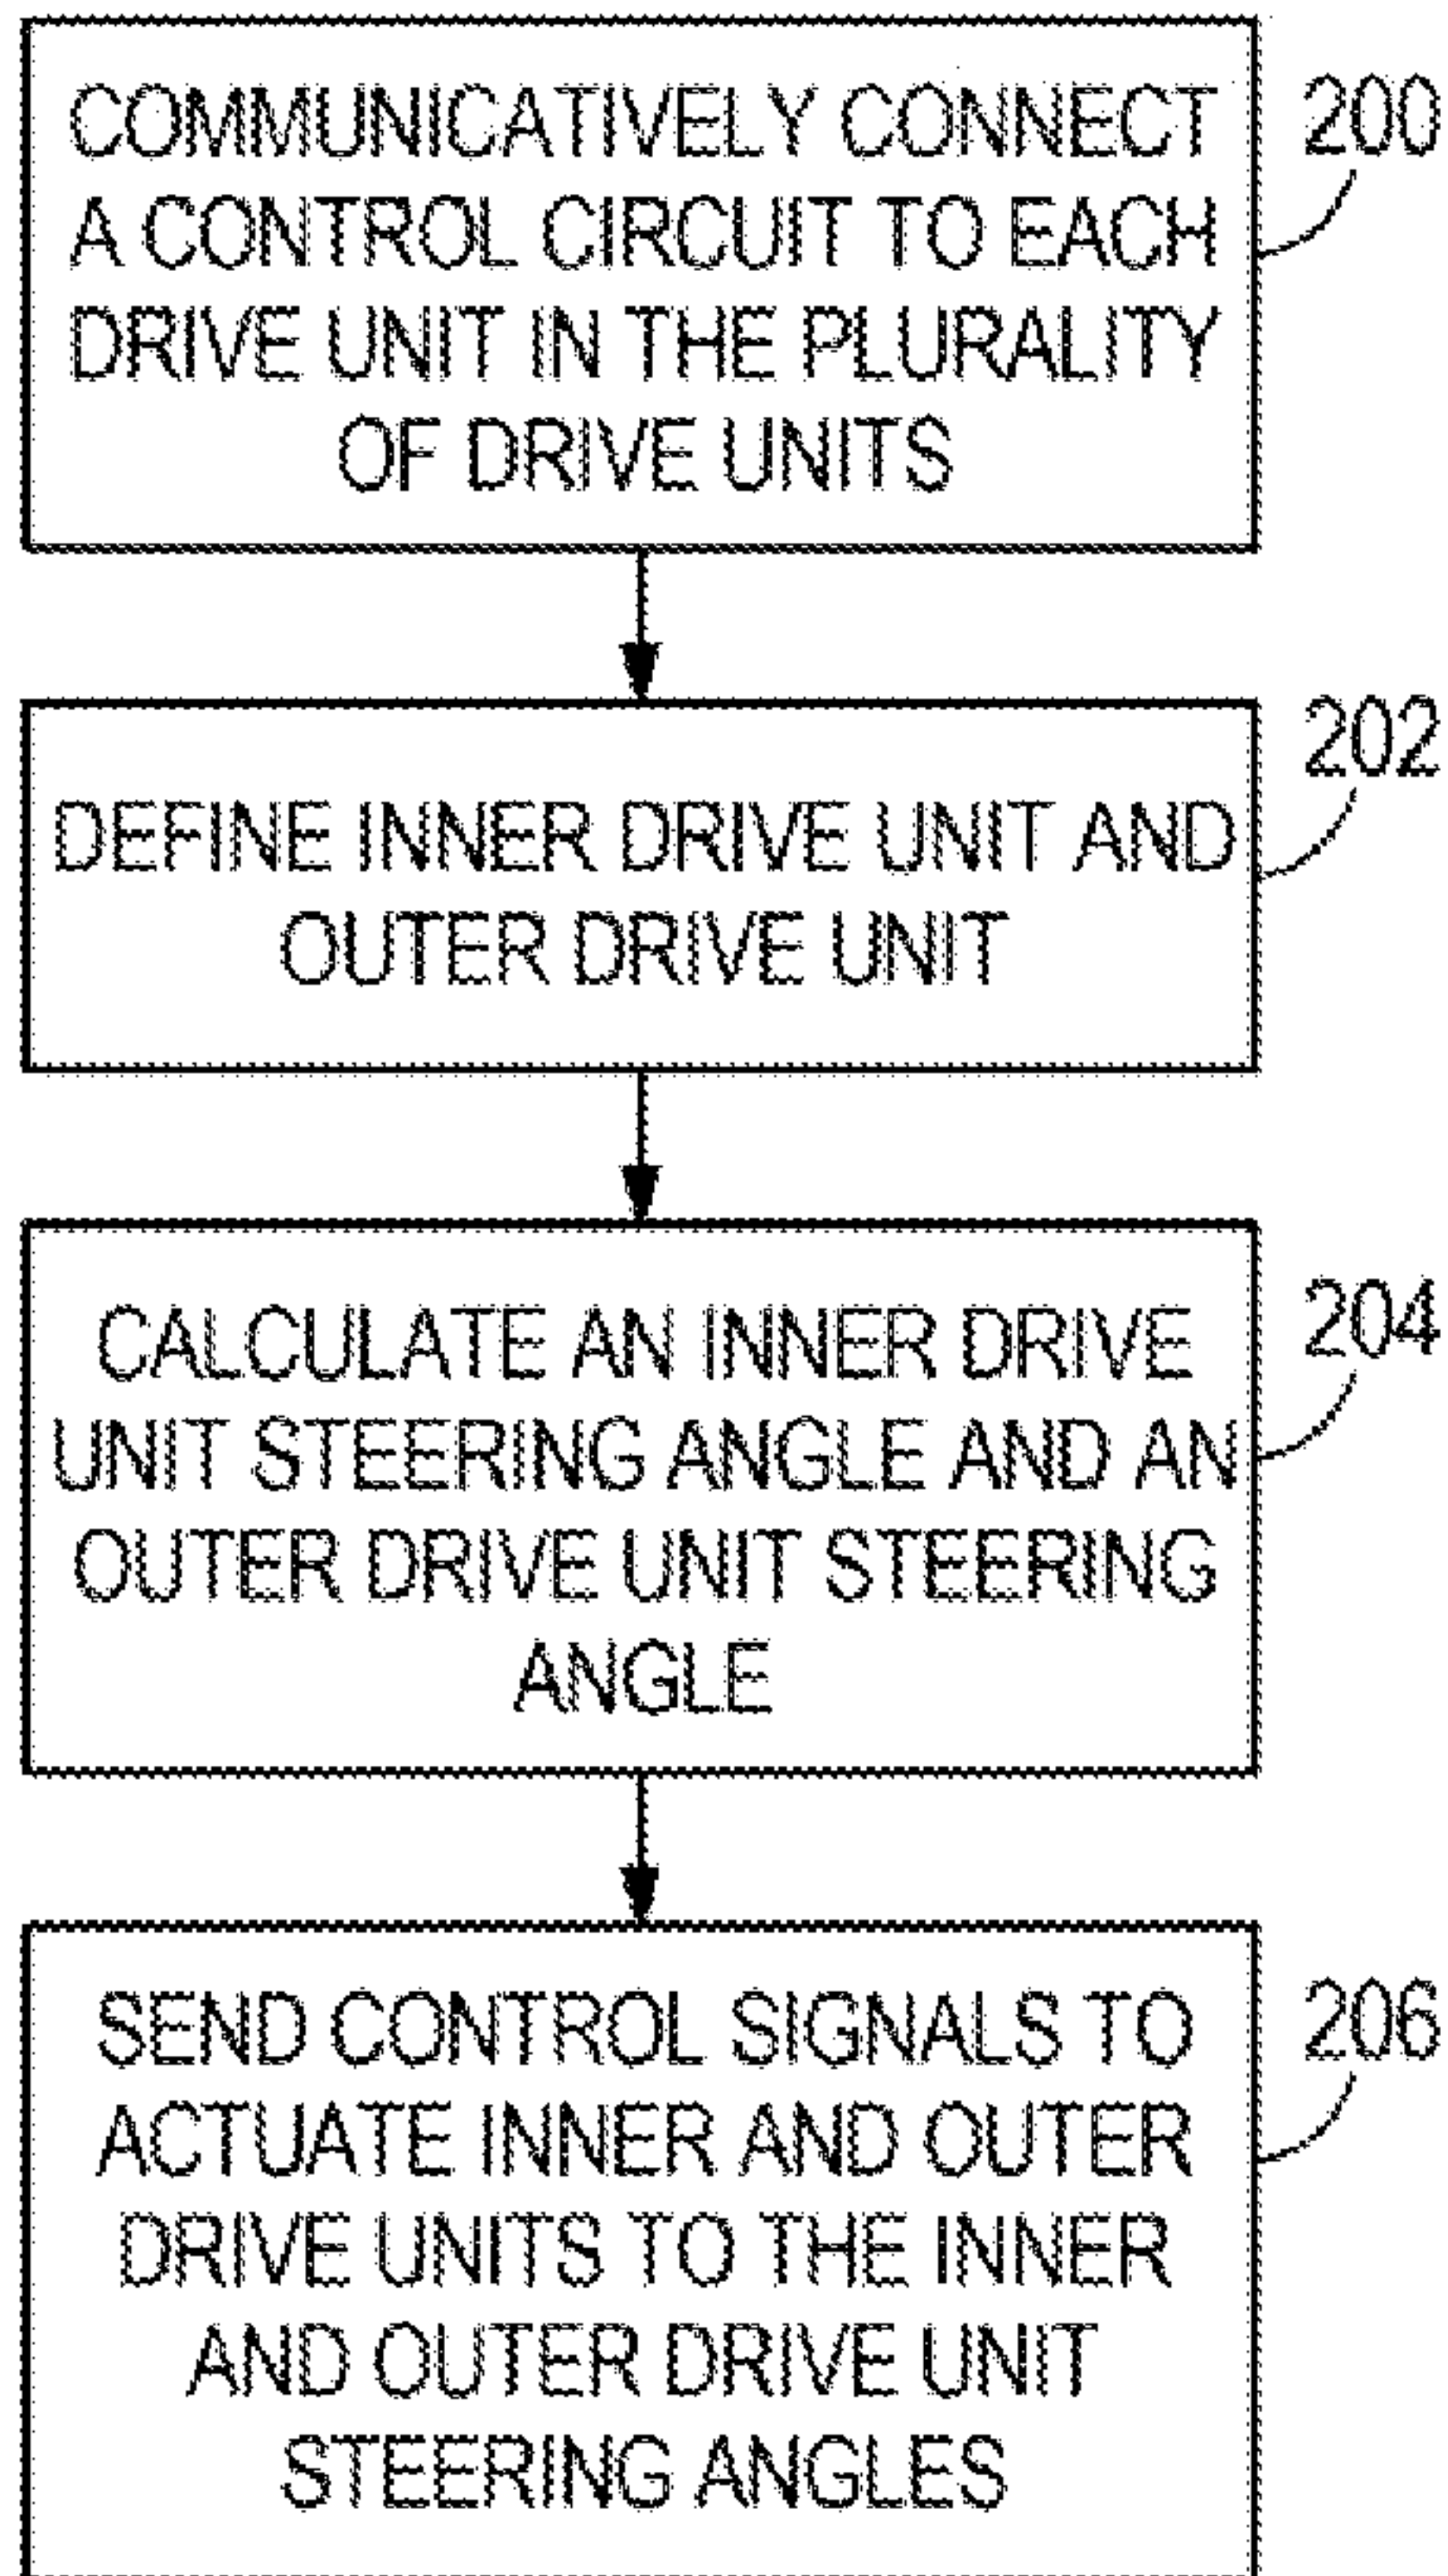 COMMUNICATIVELY CONNECT
A CONTROL CIRCUIT TO EACH
DRIVE UNIT IN THE PLURALITY
OF DRIVE UNITS
200
DEFINE INNER DRIVE UNIT AND
OUTER DRIVE UNIT
202
CALCULATE AN INNER DRIVE
UNIT STEERING ANGLE AND AN
OUTER DRIVE UNIT STEERING
ANGLE
204
SEND CONTROL SIGNALS TO
ACTUATE INNER AND OUTER
DRIVE UNITS TO THE INNER
AND OUTER DRIVE UNIT
STEERING ANGLES
206